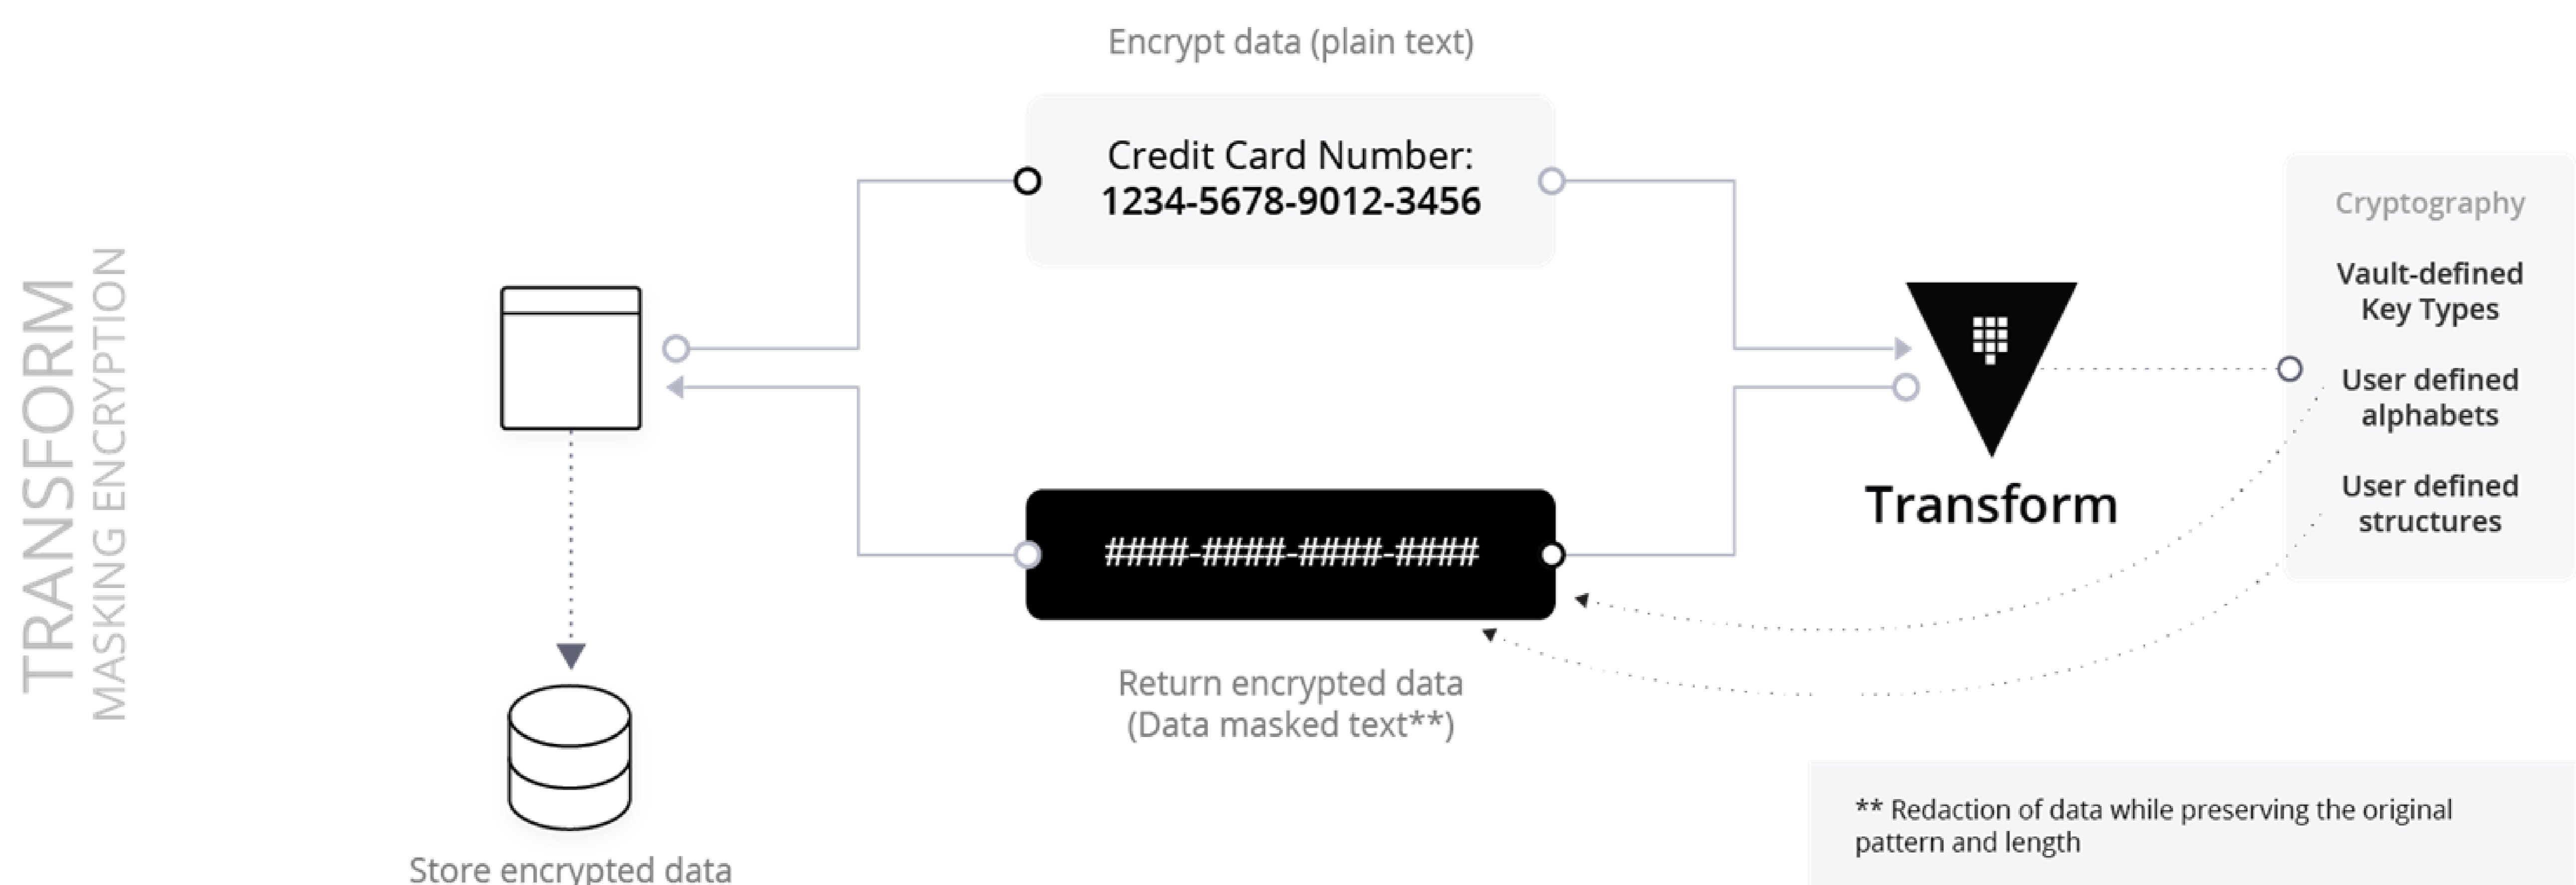 TRANSFORM
MASKING ENCRYPTION
Encrypt data (plain text)
Credit Card Number:
1234-5678-9012-3456
Cryptography
Vault-defined
Key Types
User defined
alphabets
User defined
structures
Transform
####-####-####-####
Return encrypted data
(Data masked text**)
Store encrypted data
** Redaction of data while preserving the original
pattern and length